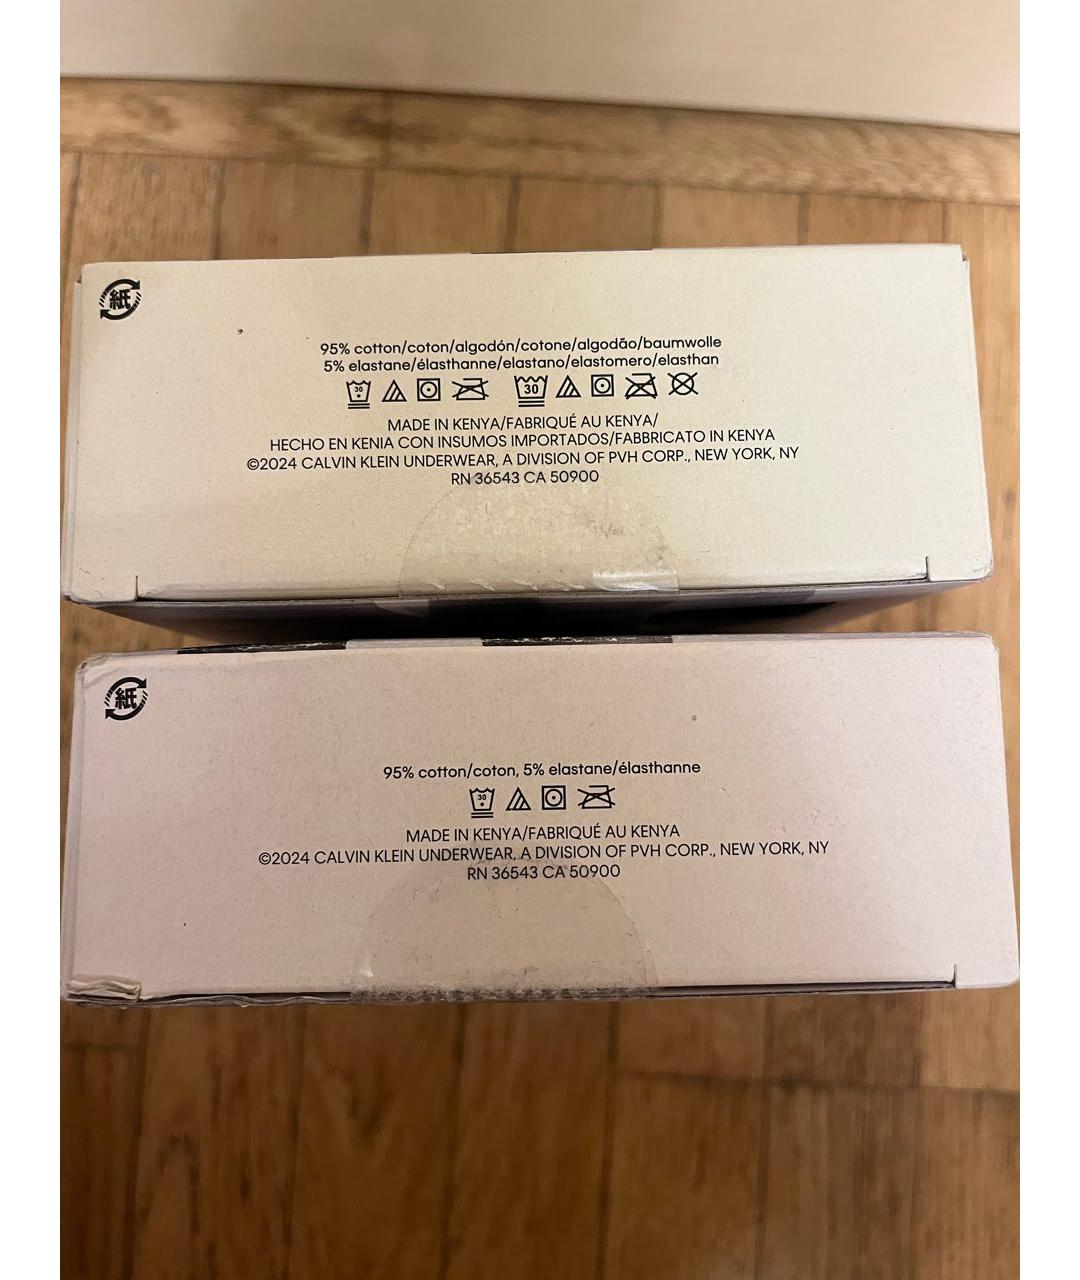 紙
95% cotton/coton/algodón/cotone/algodão/baumwolle
5% elastane/élasthanne/elastano/elastomero/elasthan
30 30
MADE IN KENYA/FABRIQUÉ AU KENYA/
HECHO EN KENIA CON INSUMOS IMPORTADOS/FABBRICATO IN KENYA
©2024 CALVIN KLEIN UNDERWEAR, A DIVISION OF PVH CORP., NEW YORK, NY
RN 36543 CA 50900
紙
95% cotton/coton, 5% elastane/élasthanne
30
MADE IN KENYA/FABRIQUÉ AU KENYA
©2024 CALVIN KLEIN UNDERWEAR, A DIVISION OF PVH CORP., NEW YORK, NY
RN 36543 CA 50900